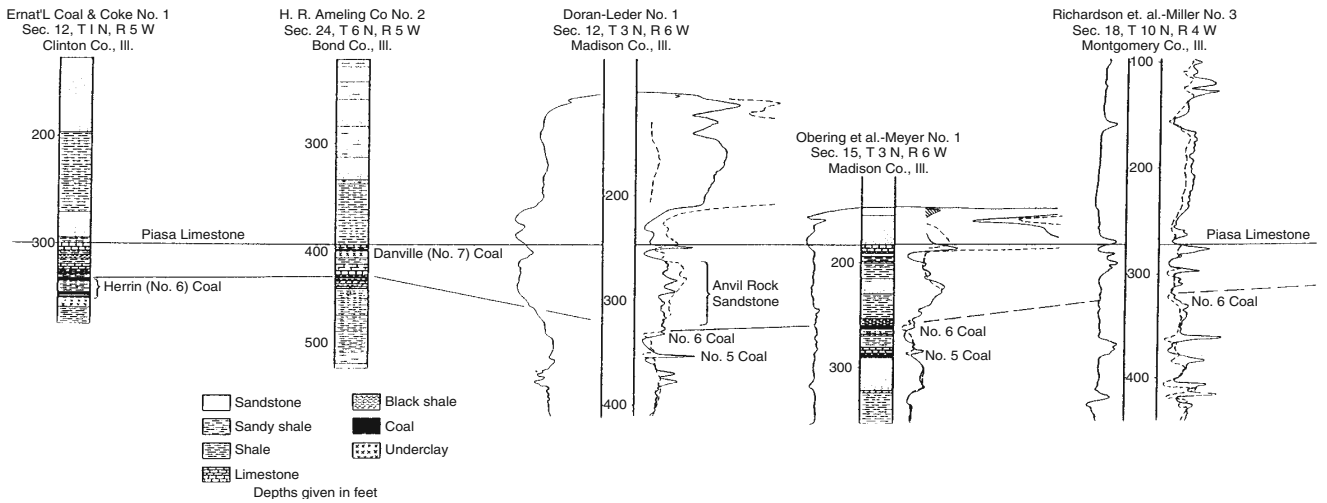 Ernat'L Coal & Coke No. 1
Sec. 12, T I N, R 5 W
Clinton Co., Ill.
H. R. Ameling Co No. 2
Sec. 24, T 6 N, R 5 W
Bond Co., Ill.
Doran-Leder No. 1
Sec. 12, T 3 N, R 6 W
Madison Co., Ill.
Richardson et. al.-Miller No. 3
Sec. 18, T 10 N, R 4 W
Montgomery Co., Ill.
Obering et al.-Meyer No. 1
Sec. 15, T 3 N, R 6 W
Madison Co., Ill.
200
300
300
400
500
200
300
400
200
300
100
200
300
400
Piasa Limestone
Danville (No. 7) Coal
Herrin (No. 6) Coal
Anvil Rock
Sandstone
No. 6 Coal
No. 5 Coal
No. 6 Coal
No. 5 Coal
Piasa Limestone
No. 6 Coal
Sandstone
Sandy shale
Shale
Limestone
Black shale
Coal
Underclay
Depths given in feet